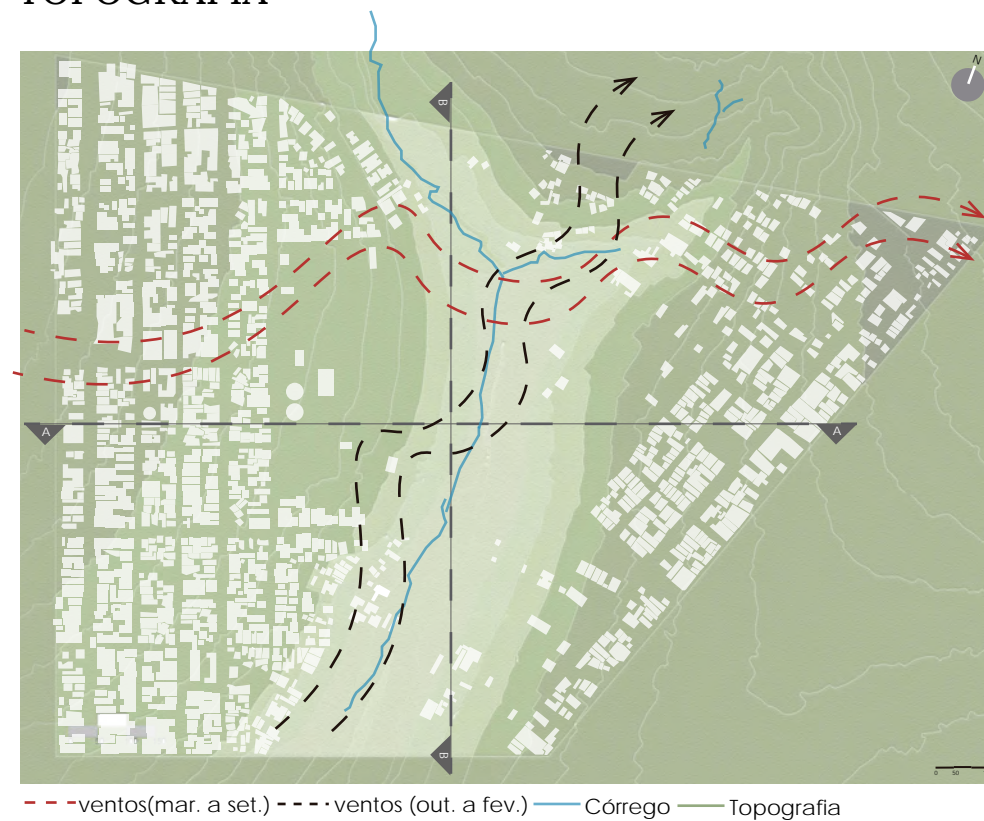 TOPOGRAFIA
N
B
A
A
B
0 50
ventos(mar. a set.) ventos (out. a fev.) Córrego Topografia